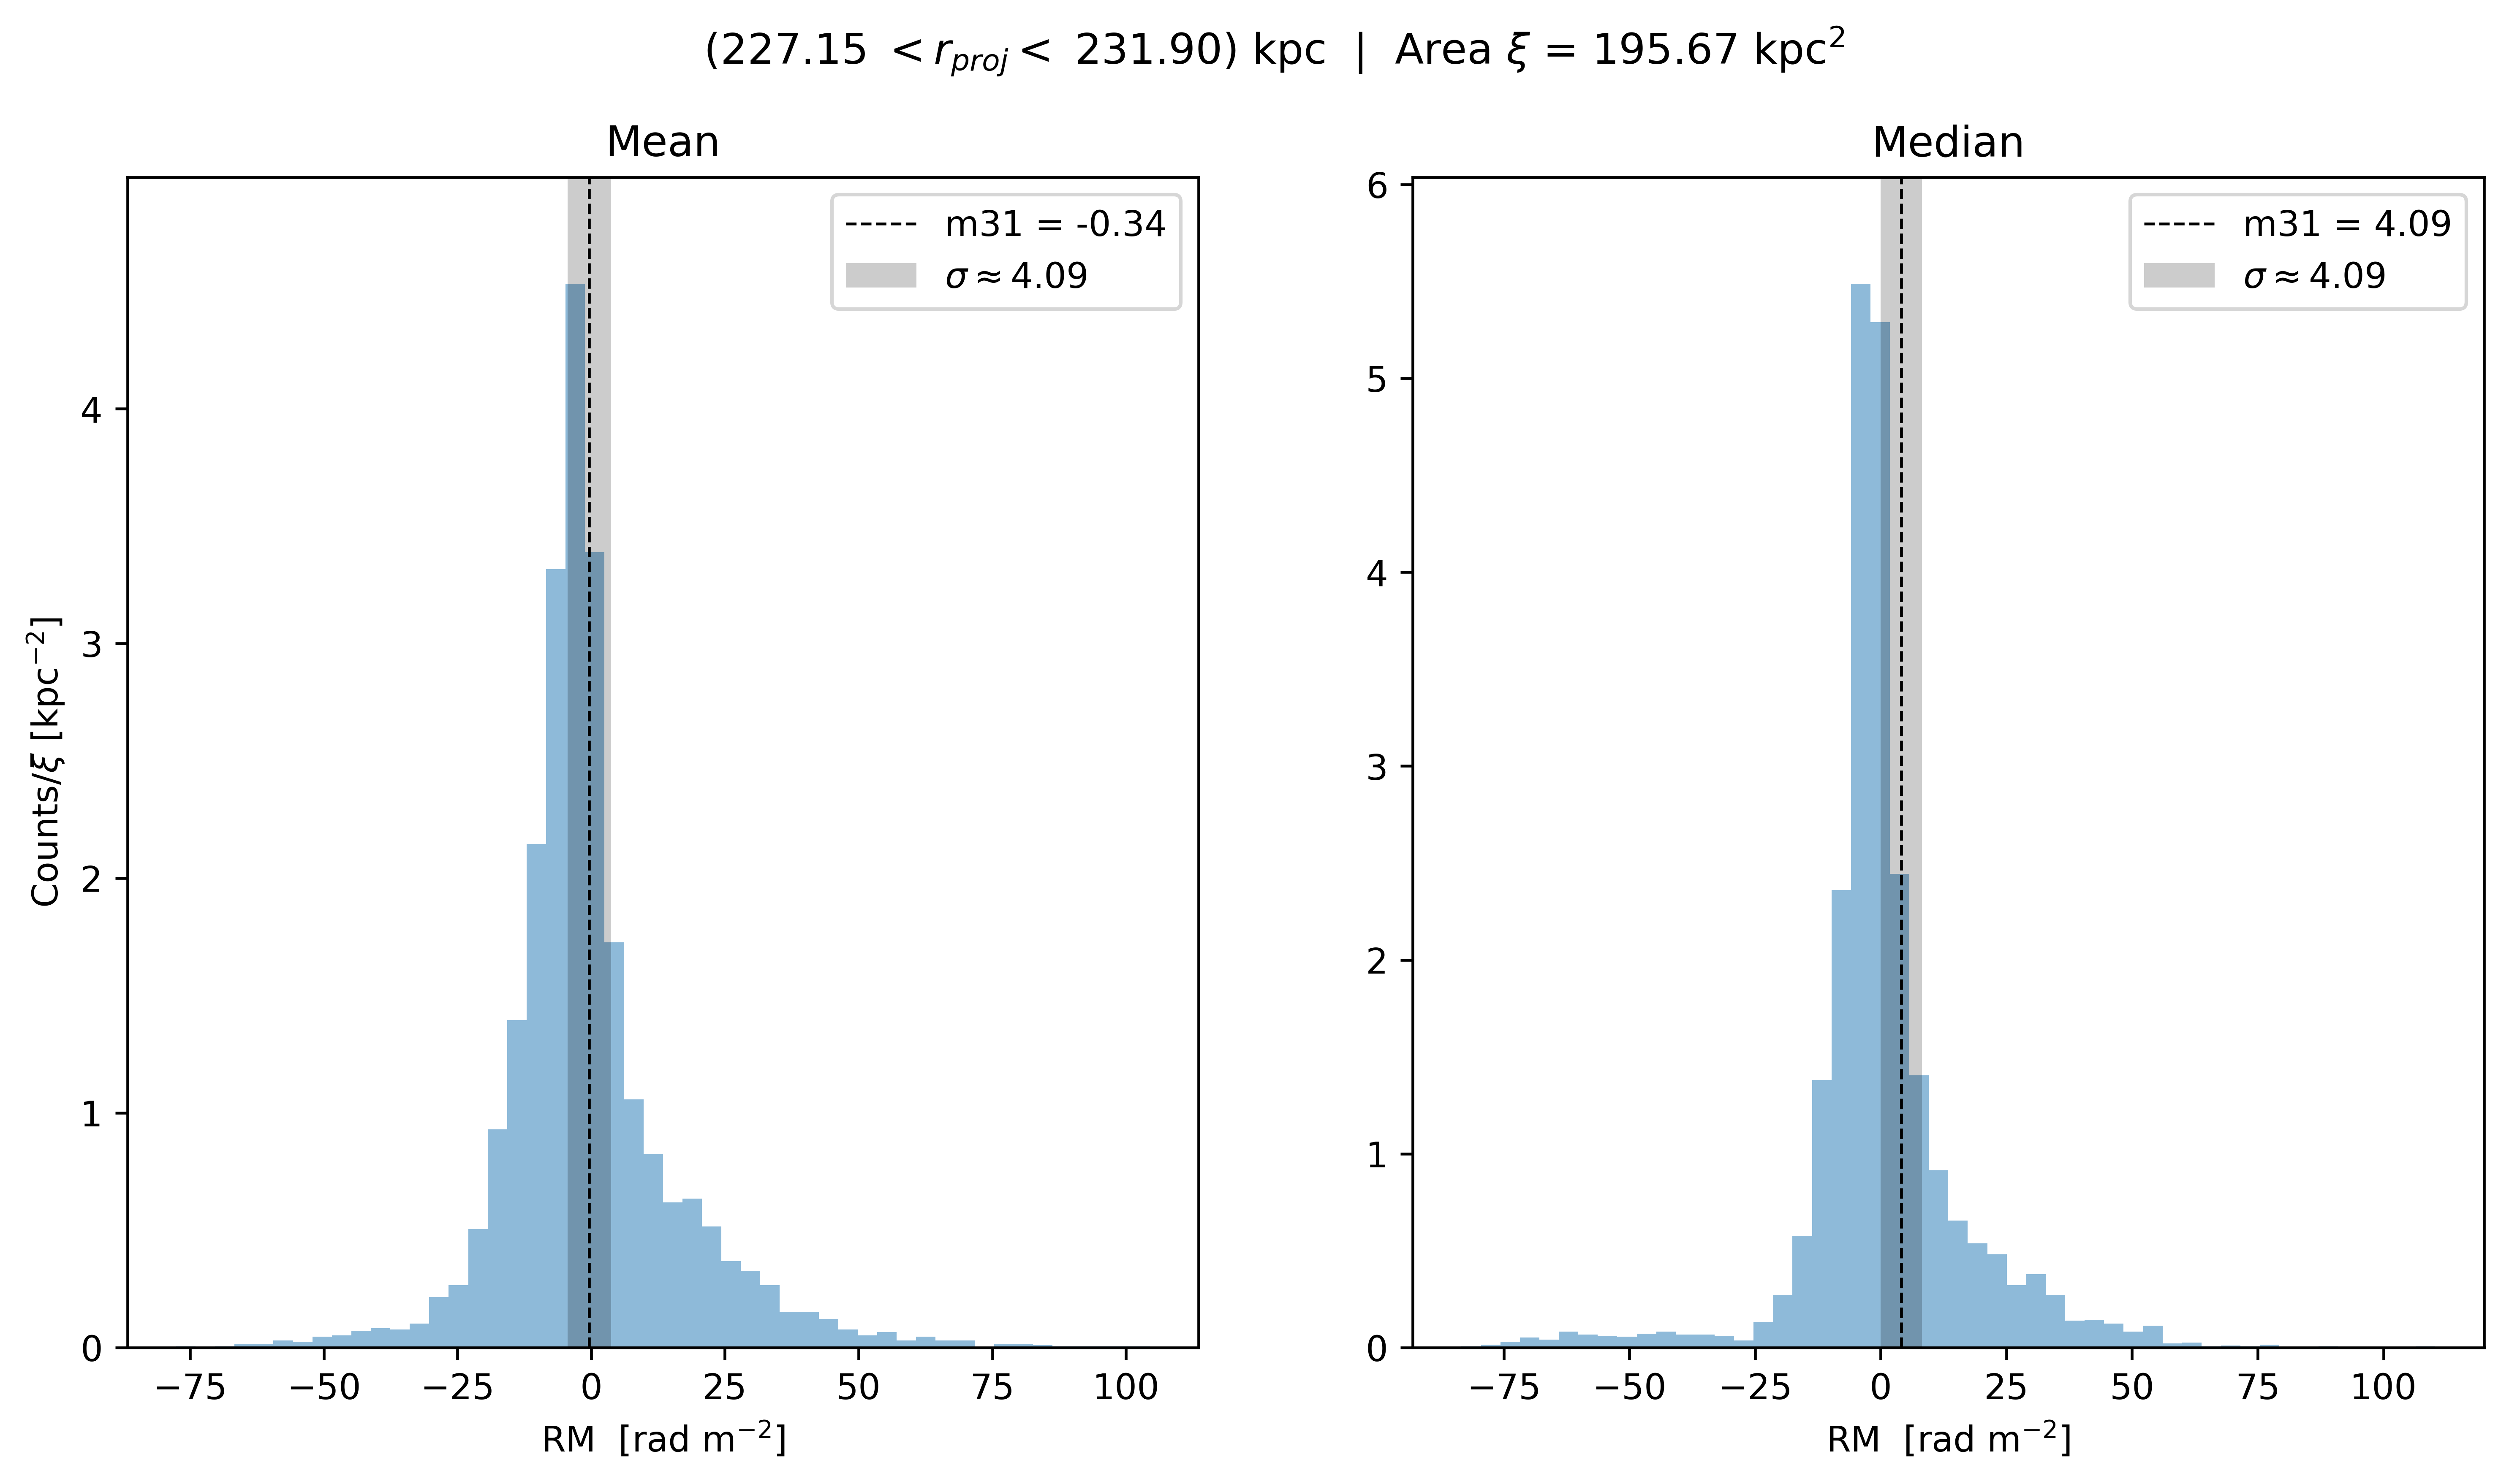 (227.15 < r_proj < 231.90) kpc | Area ξ = 195.67 kpc²
Mean
m31 = -0.34
σ ≈ 4.09
4
3
2
1
0
Counts/ξ [kpc⁻²]
−75 −50 −25 0 25 50 75 100
RM [rad m⁻²]
Median
m31 = 4.09
σ ≈ 4.09
6
5
4
3
2
1
0
−75 −50 −25 0 25 50 75 100
RM [rad m⁻²]